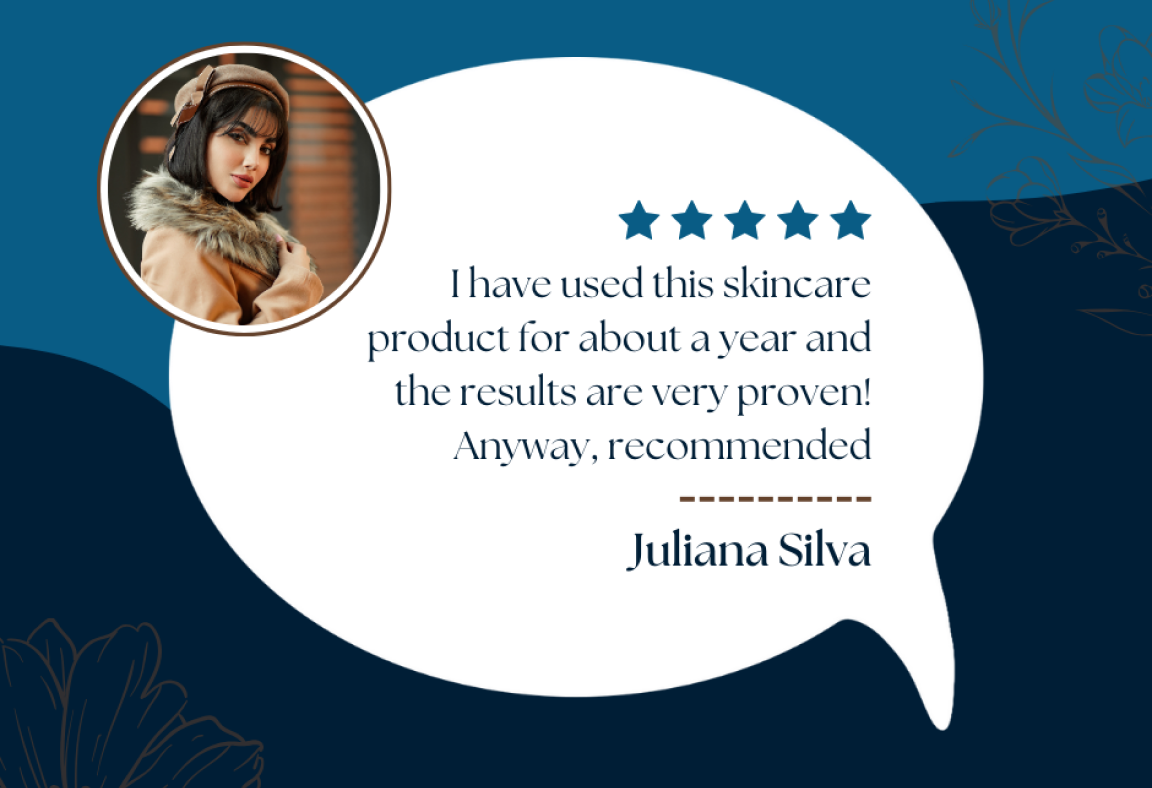 I have used this skincare
product for about a year and
the results are very proven!
Anyway, recommended
Juliana Silva